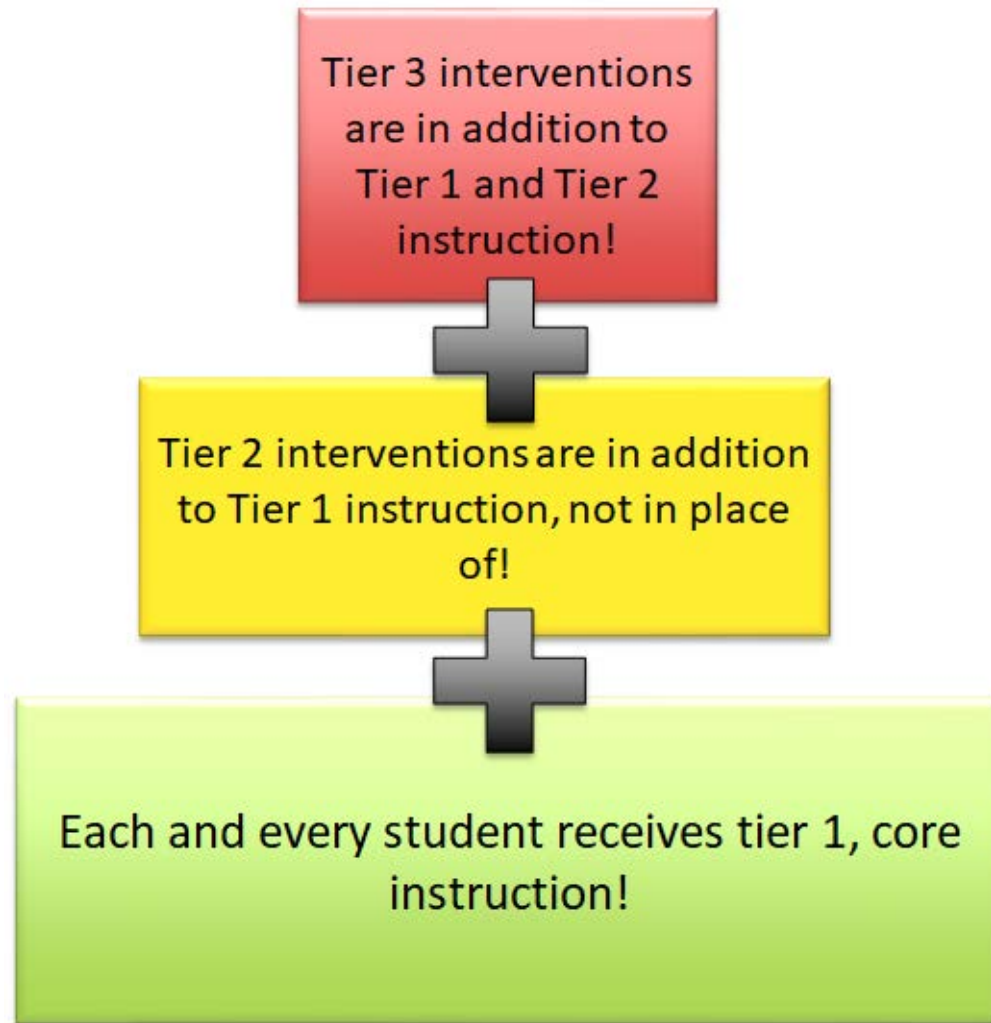 Tier 3 interventions
are in addition to
Tier 1 and Tier 2
instruction!
Tier 2 interventions are in addition
to Tier 1 instruction, not in place
of!
Each and every student receives tier 1, core
instruction!